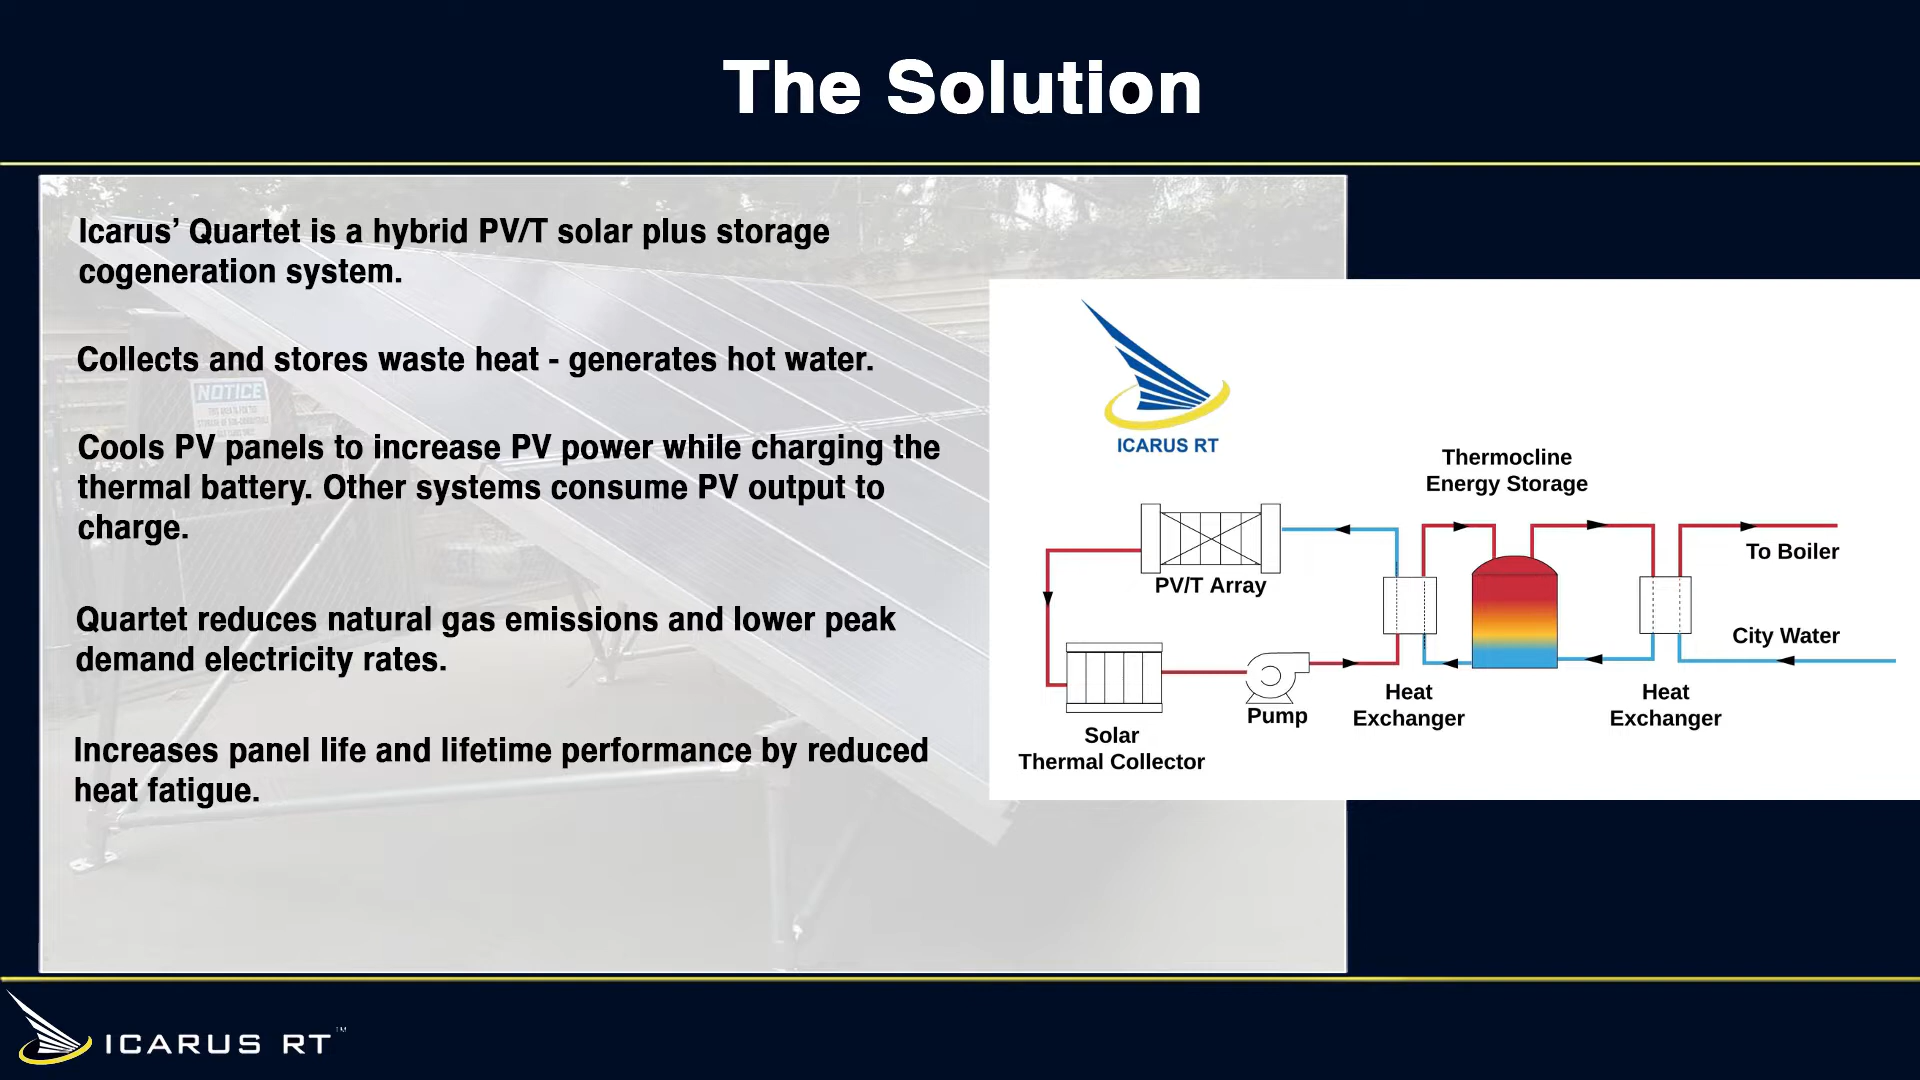 The Solution
Icarus’ Quartet is a hybrid PV/T solar plus storage
cogeneration system.
Collects and stores waste heat - generates hot water.
NOTICE
Cools PV panels to increase PV power while charging the
thermal battery. Other systems consume PV output to
charge.
Quartet reduces natural gas emissions and lower peak
demand electricity rates.
Increases panel life and lifetime performance by reduced
heat fatigue.
ICARUS RT
Thermocline
Energy Storage
PV/T Array
To Boiler
City Water
Solar
Thermal Collector
Pump
Heat
Exchanger
Heat
Exchanger
ICARUS RT™